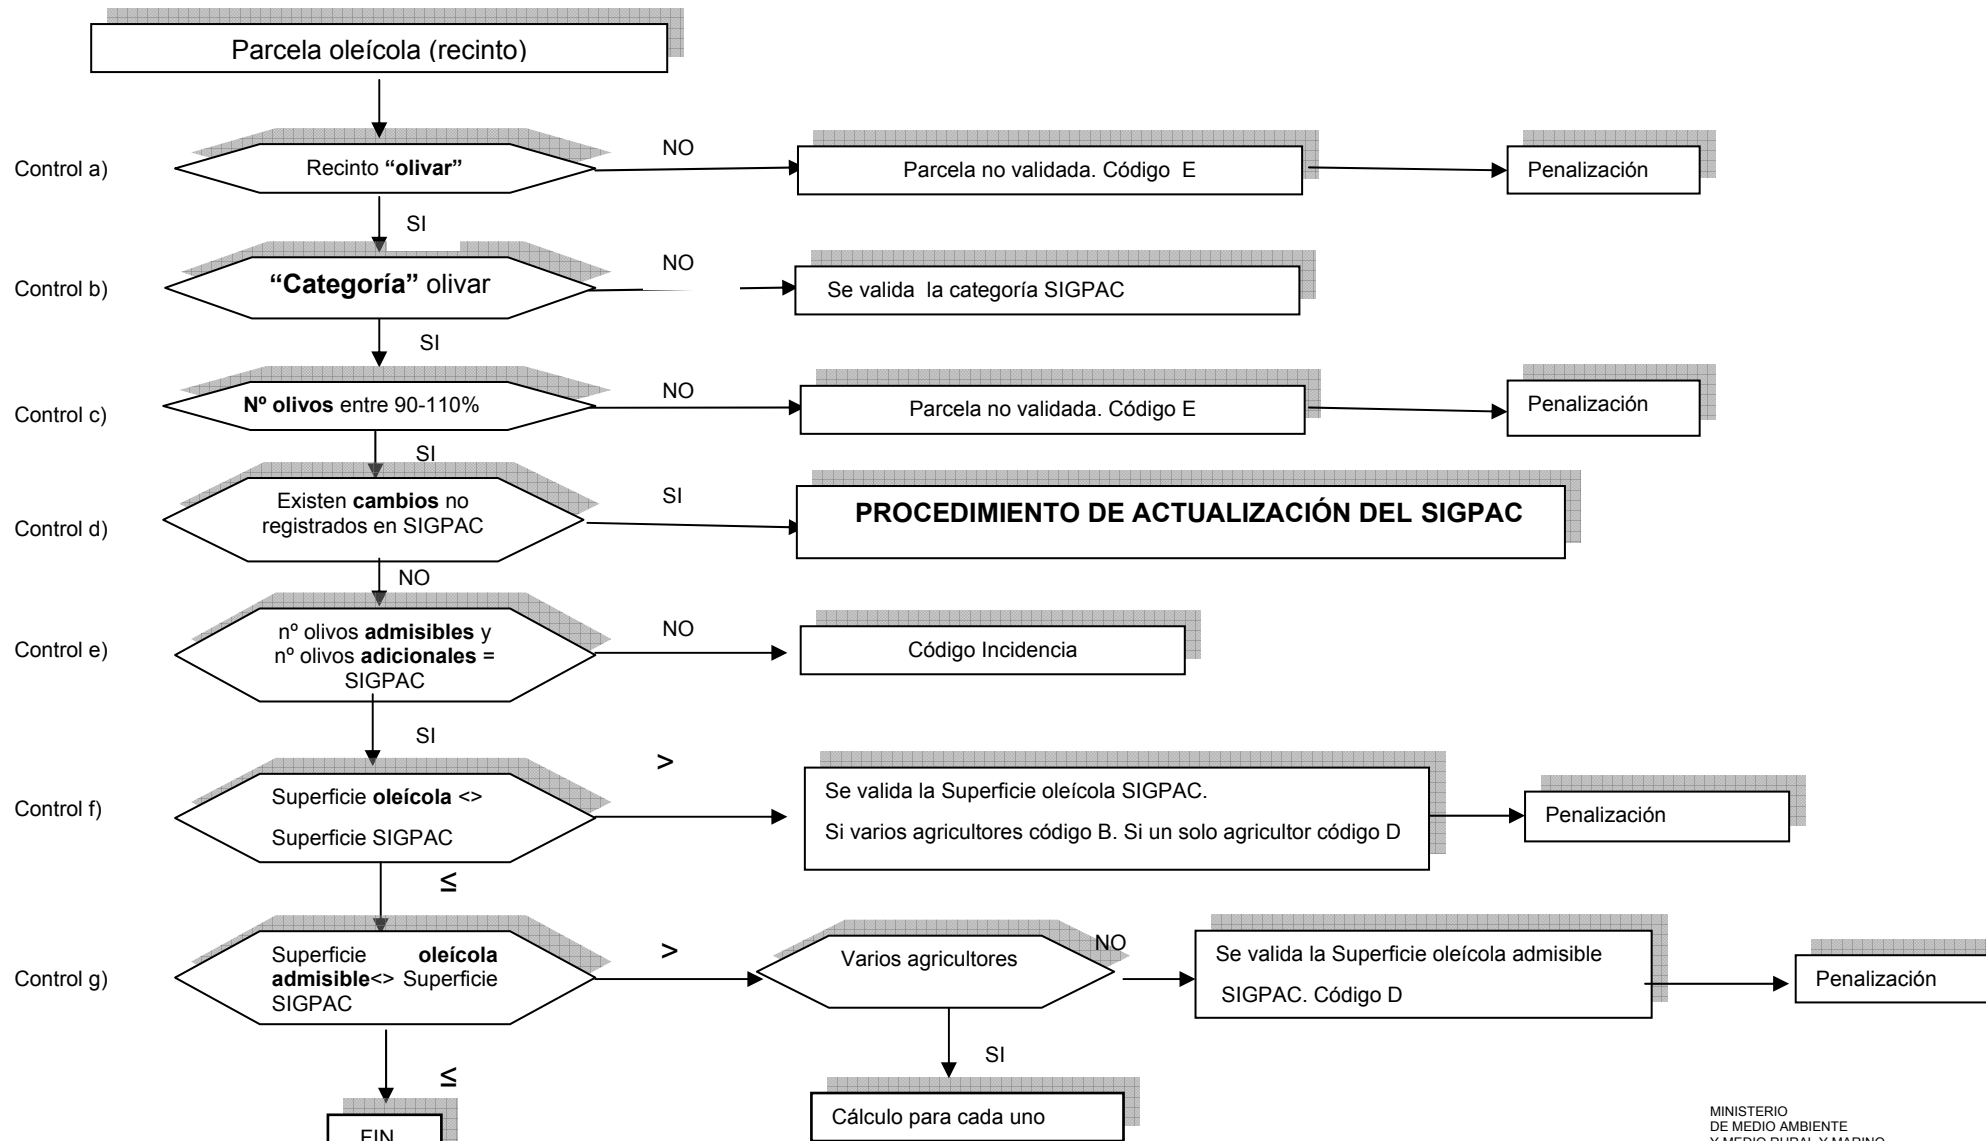 Parcela oleícola (recinto)
Control a)
Recinto “olivar”
NO
Parcela no validada. Código  E
Penalización
SI
Control b)
“Categoría” olivar
NO
Se valida  la categoría SIGPAC
SI
Control c)
Nº olivos entre 90-110%
NO
Parcela no validada. Código E
Penalización
SI
Control d)
Existen cambios no
registrados en SIGPAC
SI
PROCEDIMIENTO DE ACTUALIZACIÓN DEL SIGPAC
NO
Control e)
nº olivos admisibles y
nº olivos adicionales =
SIGPAC
NO
Código Incidencia
SI
Control f)
Superficie oleícola <>
Superficie SIGPAC
>
Se valida la Superficie oleícola SIGPAC.
Si varios agricultores código B. Si un solo agricultor código D
Penalización
≤
Control g)
Superficie oleícola
admisible<> Superficie
SIGPAC
>
Varios agricultores
NO
Se valida la Superficie oleícola admisible
SIGPAC. Código D
Penalización
SI
≤
Cálculo para cada uno
FIN
MINISTERIO
DE MEDIO AMBIENTE
Y MEDIO RURAL Y MARINO